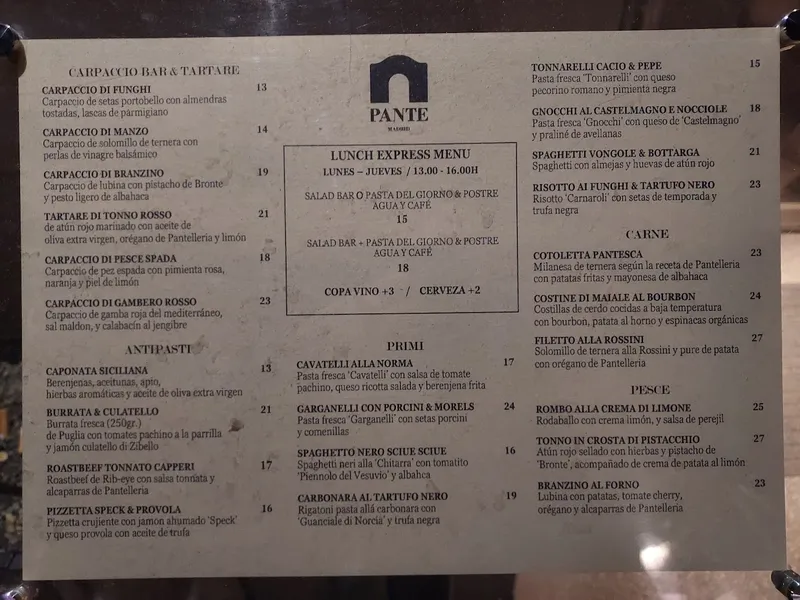 CARPACCIO BAR & TARTARE
CARPACCIO DI FUNGHI 13
Carpaccio de setas portobello con almendras
tostadas, lascas de parmigiano
CARPACCIO DI MANZO 14
Carpaccio de solomillo de ternera con
perlas de vinagre balsámico
CARPACCIO DI BRANZINO 19
Carpaccio de lubina con pistacho de Bronte
y pesto ligero de albahaca
TARTARE DI TONNO ROSSO 21
de atún rojo marinado con aceite de
oliva extra virgen, orégano de Pantelleria y limón
CARPACCIO DI PESCE SPADA 18
Carpaccio de pez espada con pimienta rosa,
naranja y piel de limón
CARPACCIO DI GAMBERO ROSSO 23
Carpaccio de gamba roja del mediterráneo,
sal maldon, y calabacín al jengibre
ANTIPASTI
CAPONATA SICILIANA 13
Berenjenas, aceitunas, apio,
hierbas aromáticas y aceite de oliva extra virgen
BURRATA & CULATELLO 21
Burrata fresca (250gr.)
de Puglia con tomates pachino a la parrilla
y jamón culatello di Zibello
ROASTBEEF TONNATO CAPPERI 17
Roastbeef de Rib-eye con salsa tonnata y
alcaparras de Pantelleria
PIZZETTA SPECK & PROVOLA 16
Pizzetta crujiente con jamon ahumado 'Speck'
y queso provola con aceite de trufa
PANTE
MADRID
LUNCH EXPRESS MENU
LUNES – JUEVES / 13.00 - 16.00H
SALAD BAR O PASTA DEL GIORNO & POSTRE
AGUA Y CAFÉ
15
SALAD BAR + PASTA DEL GIORNO & POSTRE
AGUA Y CAFÉ
18
COPA VINO +3 / CERVEZA +2
PRIMI
CAVATELLI ALLA NORMA 17
Pasta fresca 'Cavatelli' con salsa de tomate
pachino, queso ricotta salada y berenjena frita
GARGANELLI CON PORCINI & MORELS 24
Pasta fresca 'Garganelli' con setas porcini
y comenillas
SPAGHETTO NERO SCIUE SCIUE 16
Spaghetti neri alla 'Chitarra' con tomatito
'Piennolo del Vesuvio' y albahca
CARBONARA AL TARTUFO NERO 19
Rigatoni pasta allá carbonara con
'Guanciale di Norcia' y trufa negra
TONNARELLI CACIO & PEPE 15
Pasta fresca 'Tonnarelli' con queso
pecorino romano y pimienta negra
GNOCCHI AL CASTELMAGNO E NOCCIOLE 18
Pasta fresca 'Gnocchi' con queso de 'Castelmagno'
y praliné de avellanas
SPAGHETTI VONGOLE & BOTTARGA 21
Spaghetti con almejas y huevas de atún rojo
RISOTTO AI FUNGHI & TARTUFO NERO 23
Risotto 'Carnaroli' con setas de temporada y
trufa negra
CARNE
COTOLETTA PANTESCA 23
Milanesa de ternera según la receta de Pantelleria
con patatas fritas y mayonesa de albahaca
COSTINE DI MAIALE AL BOURBON 24
Costillas de cerdo cocidas a baja temperatura
con bourbon, patata al horno y espinacas orgánicas
FILETTO ALLA ROSSINI 27
Solomillo de ternera alla Rossini y pure de patata
con orégano de Pantelleria
PESCE
ROMBO ALLA CREMA DI LIMONE 25
Rodaballo con crema limón, y salsa de perejil
TONNO IN CROSTA DI PISTACCHIO 27
Atún rojo sellado con hierbas y pistacho de
'Bronte', acompañado de crema de patata al limón
BRANZINO AL FORNO 23
Lubina con patatas, tomate cherry,
orégano y alcaparras de Pantelleria